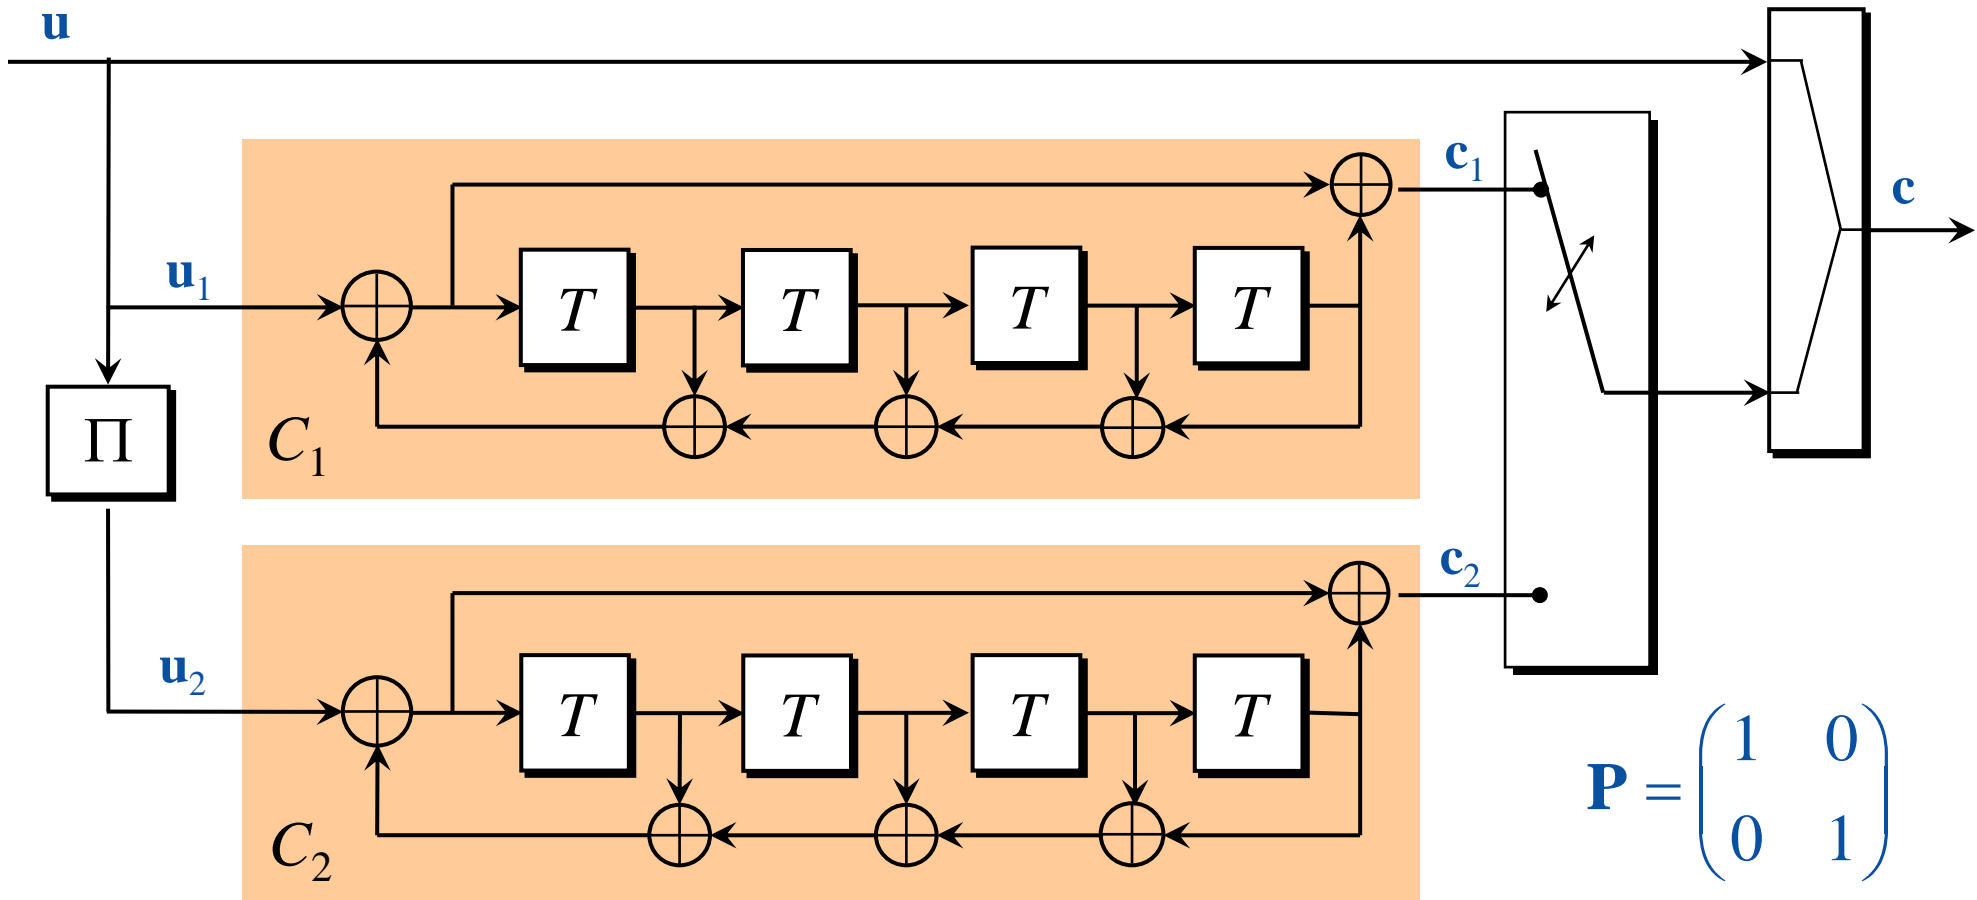 u
c₁
c
u₁
T T T T
Π
C₁
c₂
u₂
T T T T
C₂
P = (1 0
0 1)